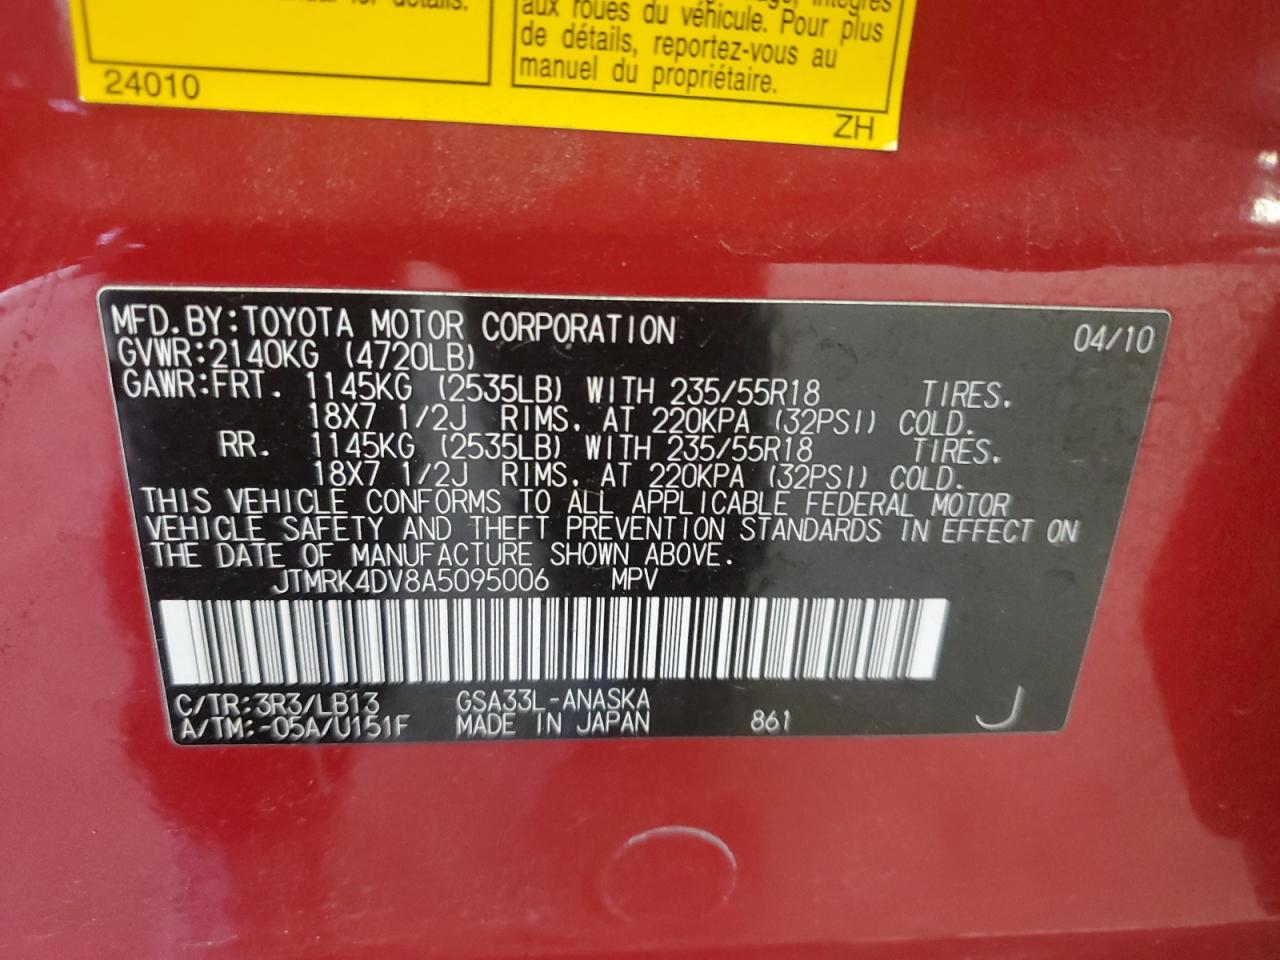 manual for details.
24010
aux roues du véhicule. Pour plus
de détails, reportez-vous au
manuel du propriétaire.
ZH
MFD.BY:TOYOTA MOTOR CORPORATION 04/10
GVWR:2140KG (4720LB)
GAWR:FRT. 1145KG (2535LB) WITH 235/55R18 TIRES.
18X7 1/2J RIMS. AT 220KPA (32PSI) COLD.
RR. 1145KG (2535LB) WITH 235/55R18 TIRES.
18X7 1/2J RIMS. AT 220KPA (32PSI) COLD.
THIS VEHICLE CONFORMS TO ALL APPLICABLE FEDERAL MOTOR
VEHICLE SAFETY AND THEFT PREVENTION STANDARDS IN EFFECT ON
THE DATE OF MANUFACTURE SHOWN ABOVE.
JTMRK4DV8A5095006 MPV
C/TR:3R3/LB13 GSA33L-ANASKA
A/TM:-05A/U151F MADE IN JAPAN 861 J